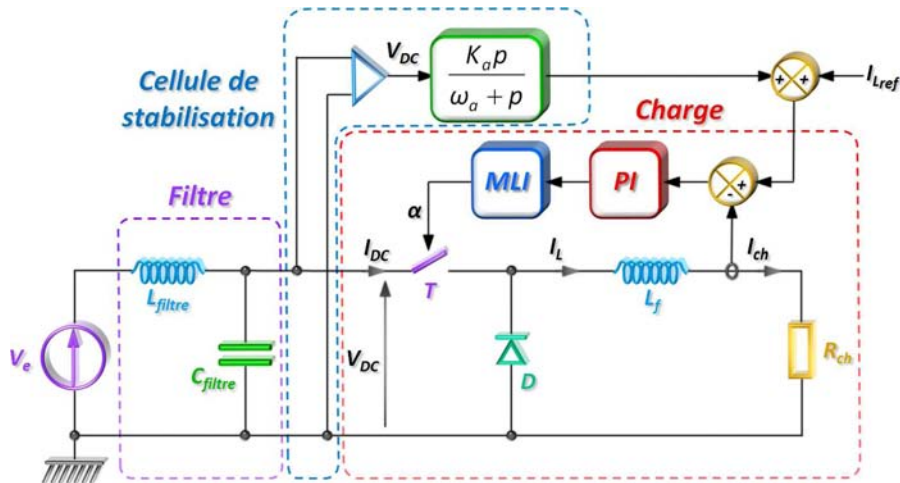 Cellule de
stabilisation
V_DC
K_a p
ω_a + p
I_Lref
Charge
Filtre
MLI
PI
α
I_DC
I_L
I_ch
L_filtre
T
L_f
V_e
C_filtre
V_DC
D
R_ch